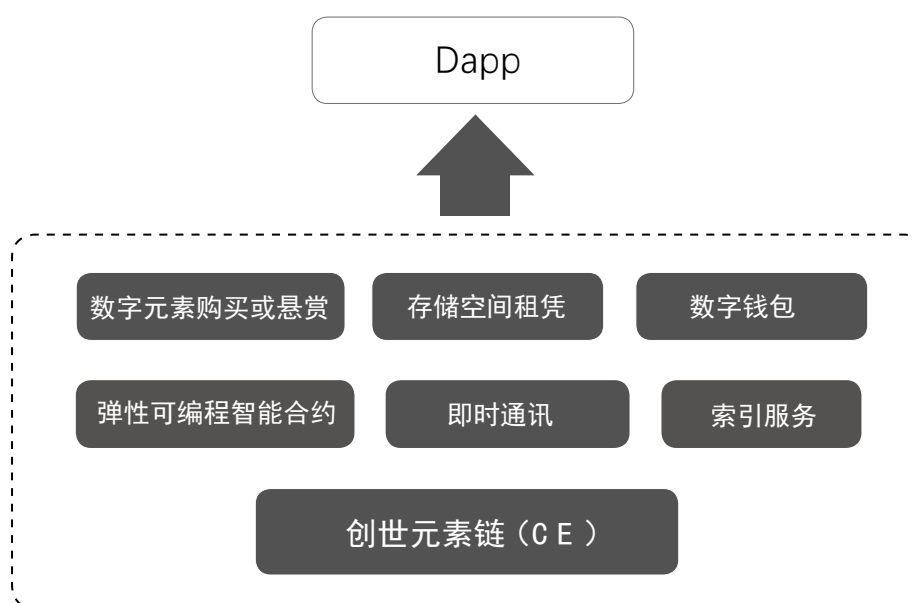 Dapp
数字元素购买或悬赏
存储空间租赁
数字钱包
弹性可编程智能合约
即时通讯
索引服务
创世元素链（CE）